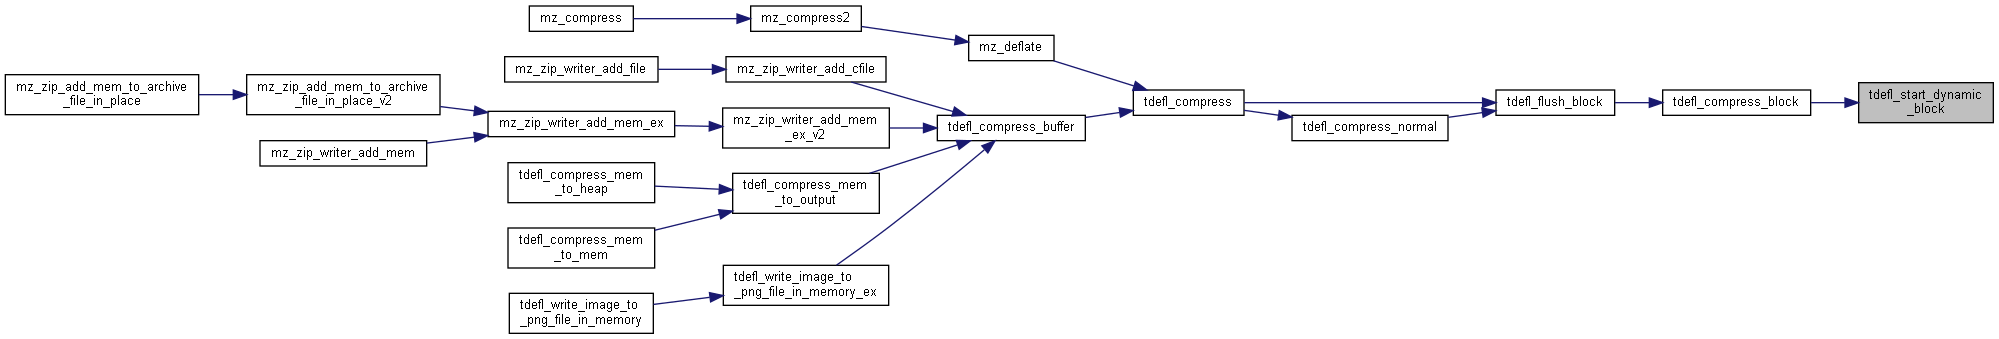 mz_compress
mz_compress2
mz_deflate
mz_zip_writer_add_file
mz_zip_writer_add_cfile
mz_zip_add_mem_to_archive
_file_in_place
mz_zip_add_mem_to_archive
_file_in_place_v2
mz_zip_writer_add_mem_ex
mz_zip_writer_add_mem
_ex_v2
mz_zip_writer_add_mem
tdefl_compress_buffer
tdefl_compress
tdefl_compress_normal
tdefl_flush_block
tdefl_compress_block
tdefl_start_dynamic
_block
tdefl_compress_mem
_to_heap
tdefl_compress_mem
_to_output
tdefl_compress_mem
_to_mem
tdefl_write_image_to
_png_file_in_memory_ex
tdefl_write_image_to
_png_file_in_memory